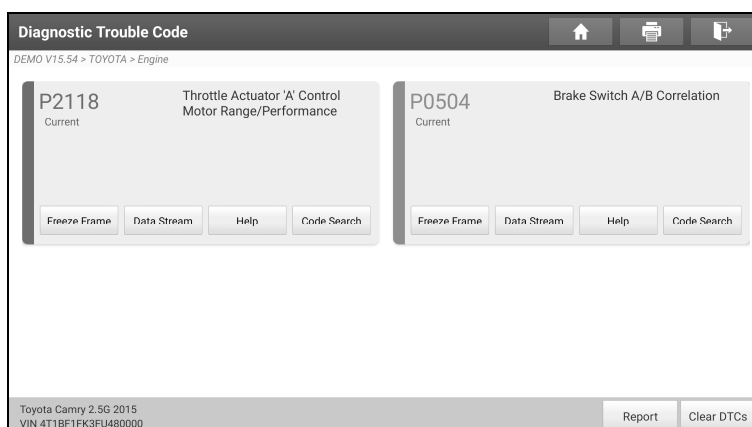 Diagnostic Trouble Code
DEMO V15.54 > TOYOTA > Engine
P2118
Throttle Actuator 'A' Control
Motor Range/Performance
Current
Freeze Frame
Data Stream
Help
Code Search
P0504
Brake Switch A/B Correlation
Current
Freeze Frame
Data Stream
Help
Code Search
Toyota Camry 2.5G 2015
VIN 4T1BF1FK3FU480000
Report
Clear DTCs